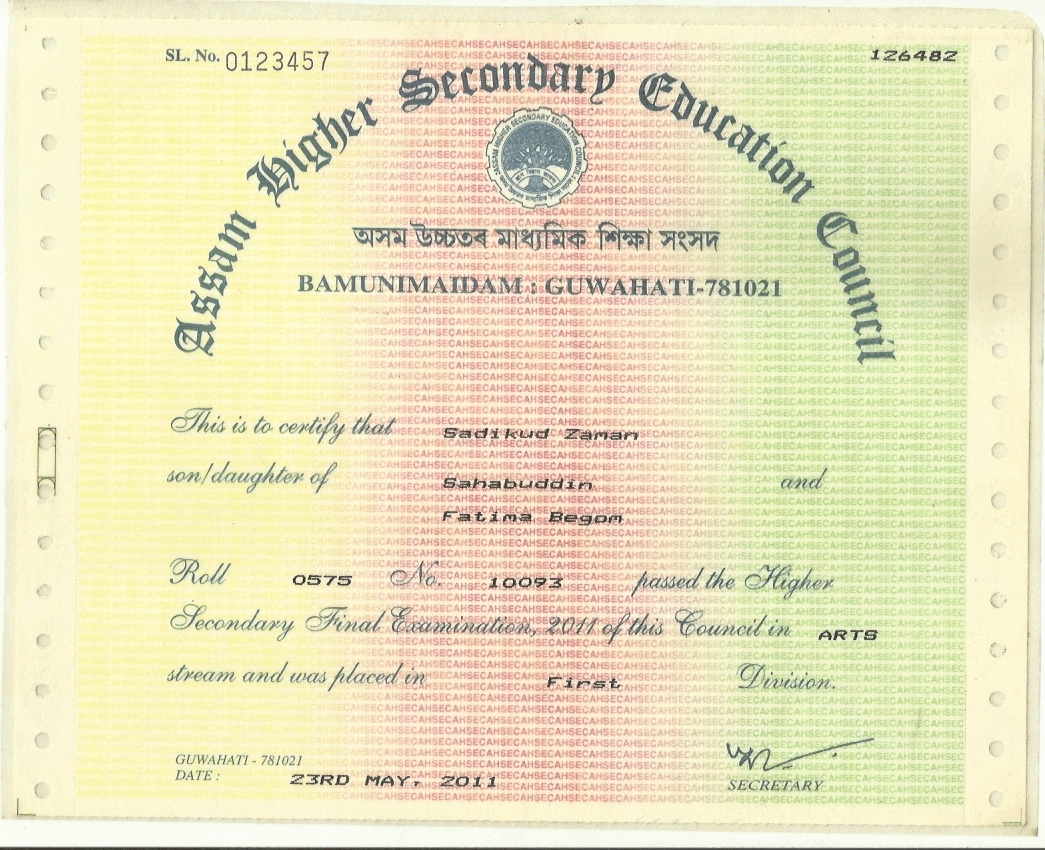 SL. No. 0123457
126482
Assam Higher Secondary Education Council
ASSAM HIGHER SECONDARY EDUCATION COUNCIL
অসম উচ্চতৰ মাধ্যমিক শিক্ষা সংসদ
BAMUNIMAIDAM : GUWAHATI-781021
This is to certify that Sadikud Zaman
son/daughter of Sahabuddin and
Fatima Begom
Roll 0575 No. 10093 passed the Higher
Secondary Final Examination, 2011 of this Council in ARTS
stream and was placed in First Division.
GUWAHATI - 781021
DATE : 23RD MAY, 2011
SECRETARY